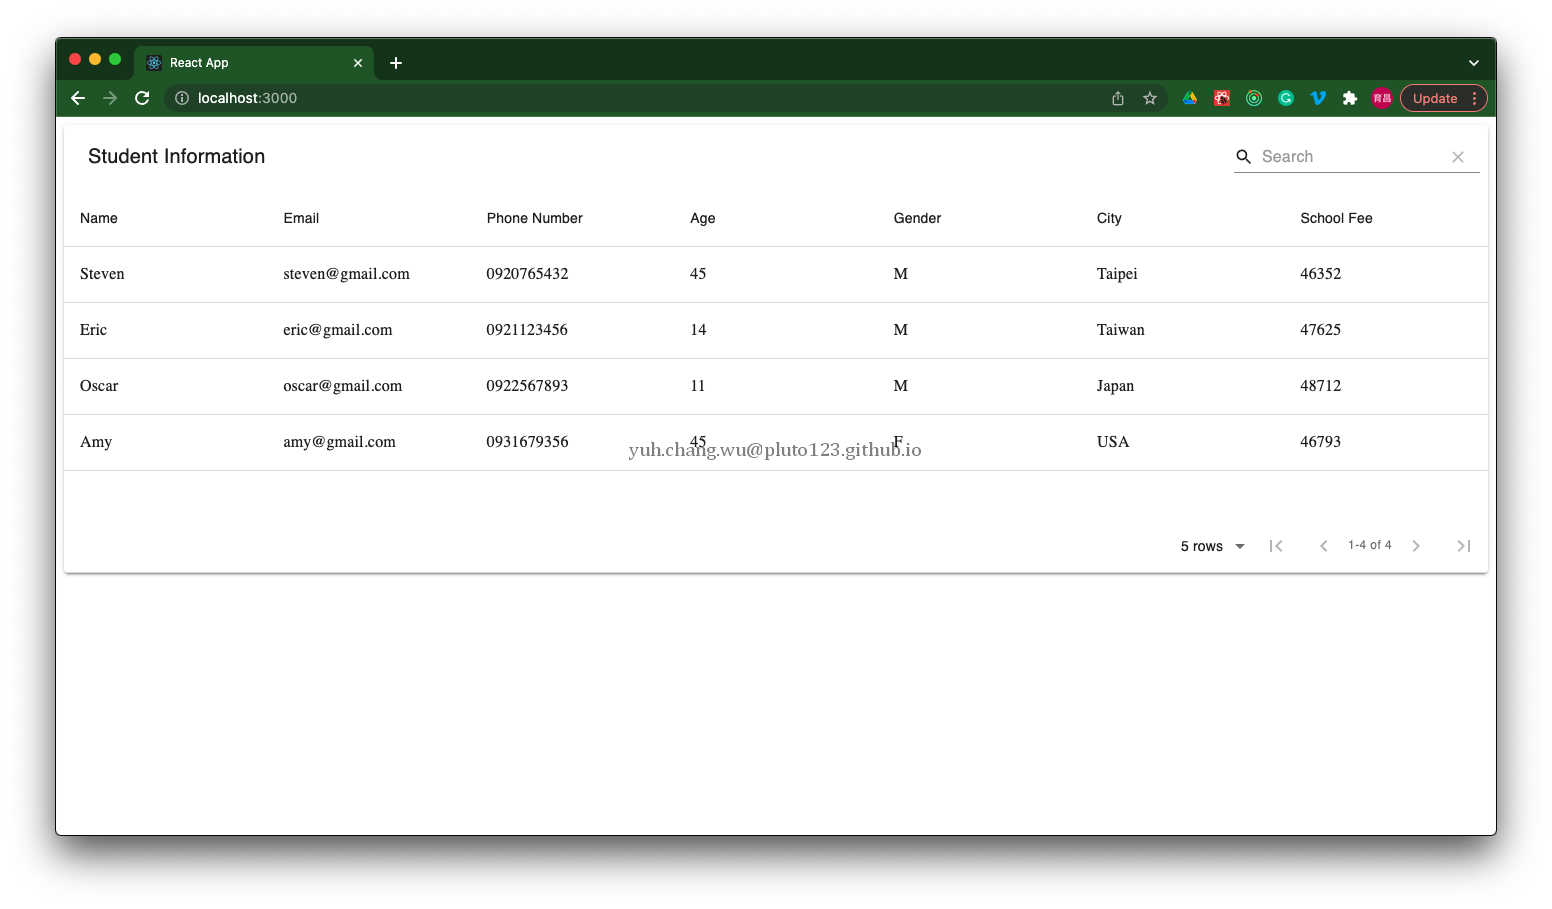 React App
localhost:3000
育昌
Update
Student Information
Search
Name Email Phone Number Age Gender City School Fee
Steven steven@gmail.com 0920765432 45 M Taipei 46352
Eric eric@gmail.com 0921123456 14 M Taiwan 47625
Oscar oscar@gmail.com 0922567893 11 M Japan 48712
Amy amy@gmail.com 0931679356 45 F USA 46793
yuh.chang.wu@pluto123.github.io
5 rows 1-4 of 4